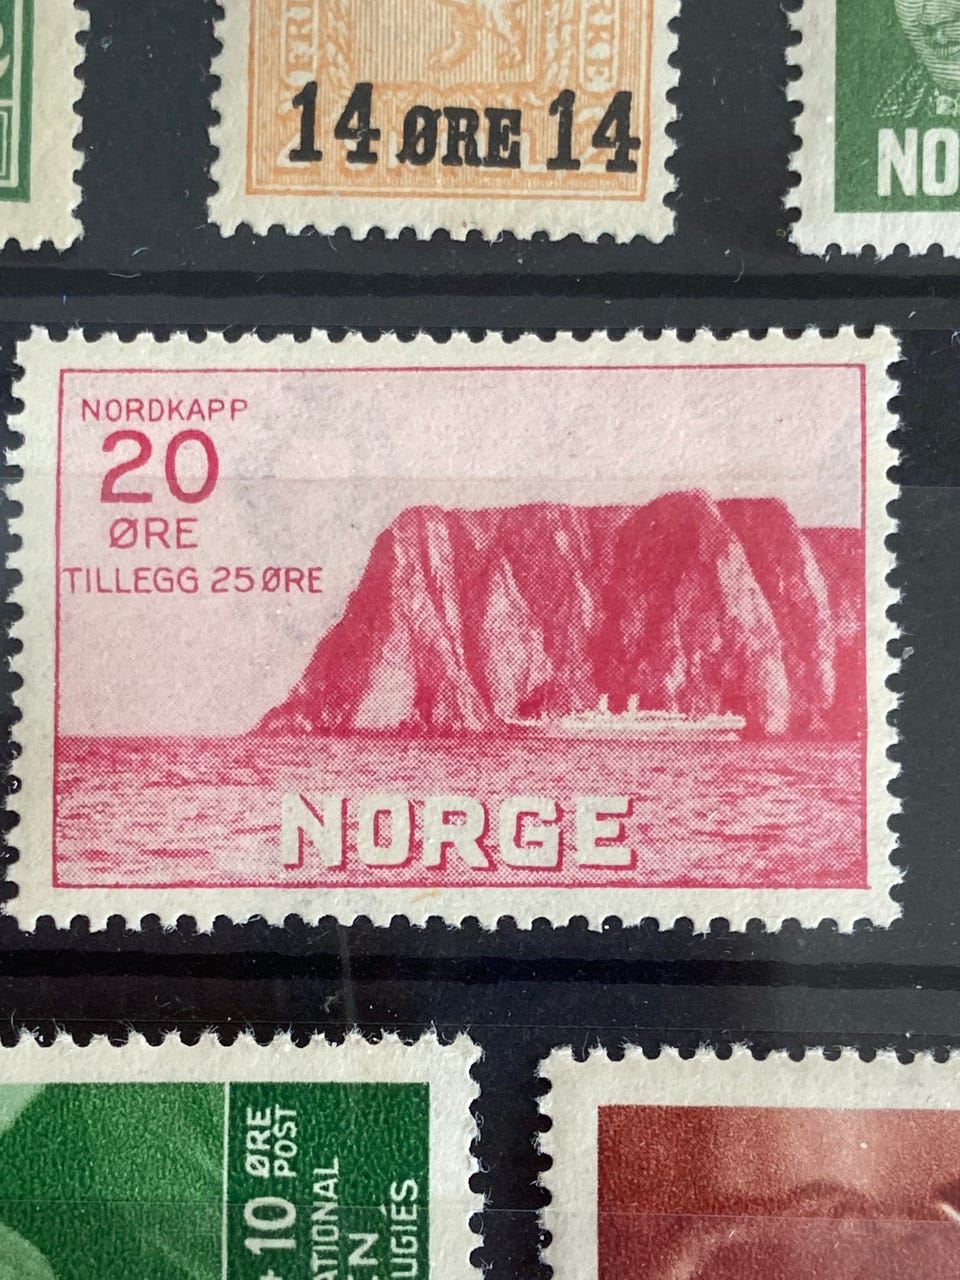 14 ØRE 14
NO
NORDKAPP
20
ØRE
TILLEGG 25 ØRE
NORGE
10 ØRE
POST